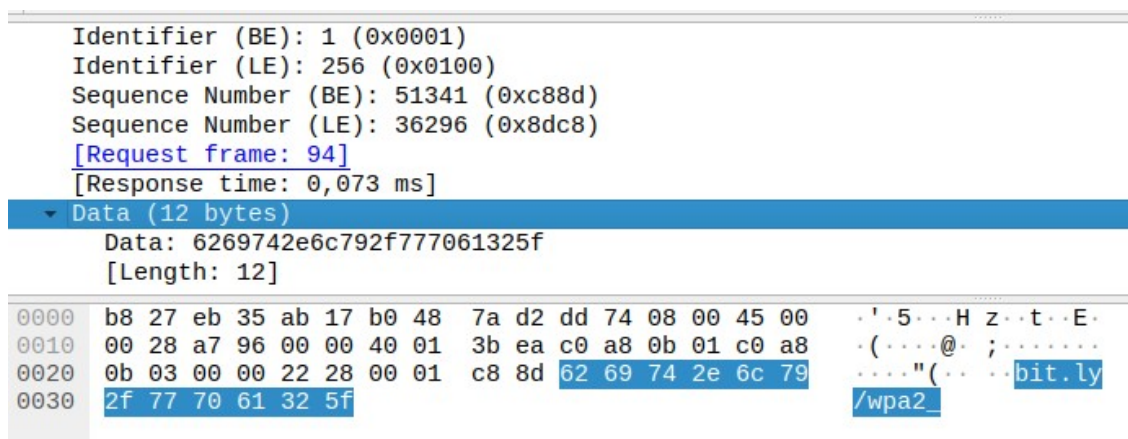 Identifier (BE): 1 (0x0001)
Identifier (LE): 256 (0x0100)
Sequence Number (BE): 51341 (0xc88d)
Sequence Number (LE): 36296 (0x8dc8)
[Request frame: 94]
[Response time: 0,073 ms]
Data (12 bytes)
Data: 6269742e6c792f777061325f
[Length: 12]
0000 b8 27 eb 35 ab 17 b0 48 7a d2 dd 74 08 00 45 00 ·'·5···H z··t··E·
0010 00 28 a7 96 00 00 40 01 3b ea c0 a8 0b 01 c0 a8 ·(····@· ;·······
0020 0b 03 00 00 22 28 00 01 c8 8d 62 69 74 2e 6c 79 ····"(·· ··bit.ly
0030 2f 77 70 61 32 5f /wpa2_